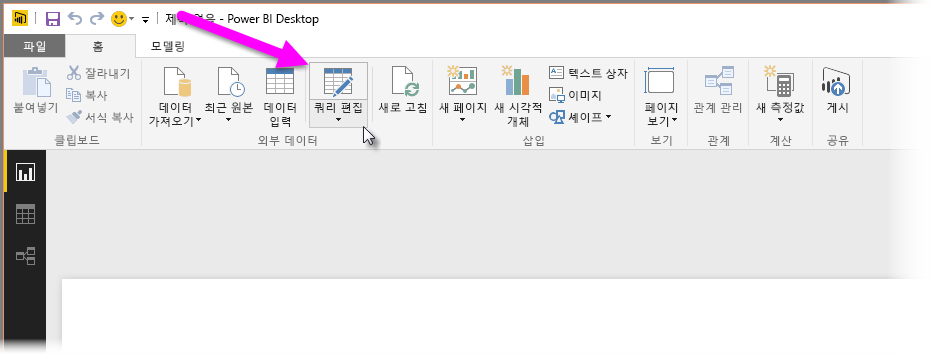 - Power BI Desktop
파일
홈
모델링
붙여넣기
잘라내기
복사
서식 복사
클립보드
데이터
가져오기
최근 원본
데이터
입력
쿼리 편집
새로 고침
외부 데이터
새 페이지
새 시각적
개체
텍스트 상자
이미지
셰이프
삽입
페이지
보기
보기
관계 관리
관계
새 측정값
계산
게시
공유